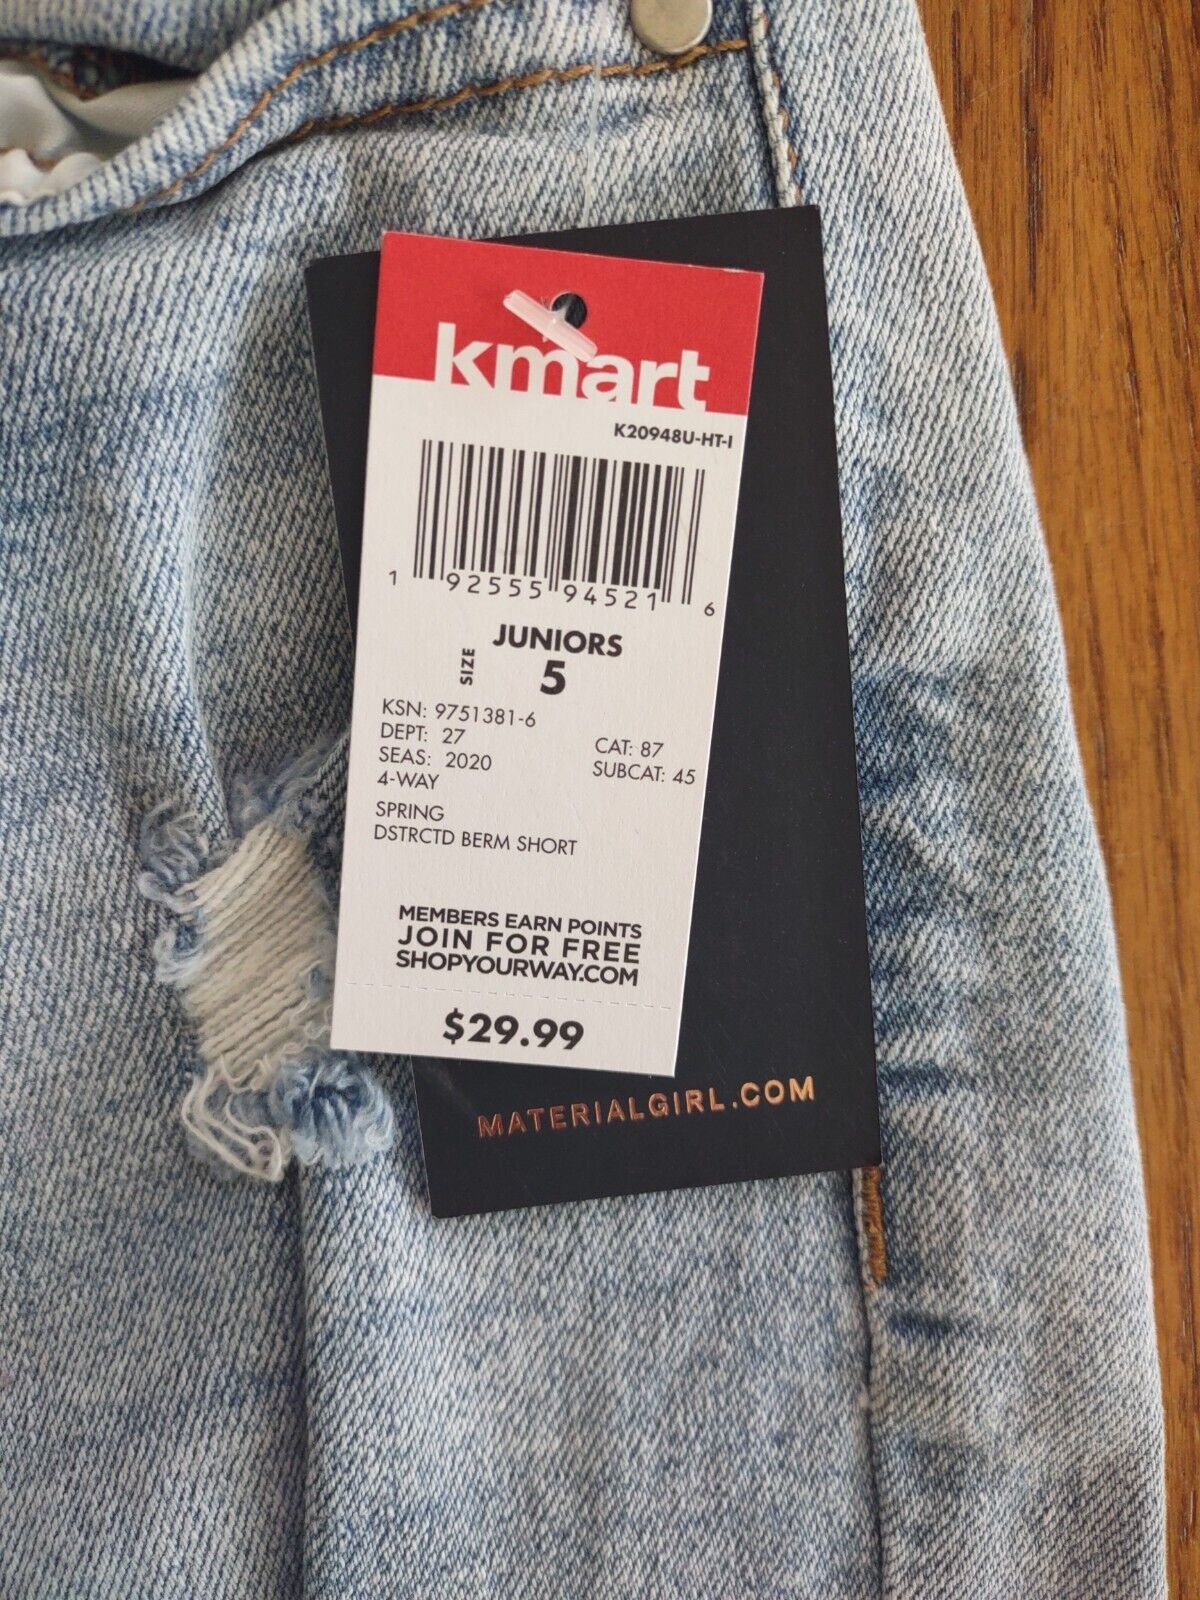 kmart
K20948U-HT-I
1 92555 94521 6
JUNIORS
SIZE 5
KSN: 9751381-6
DEPT: 27 CAT: 87
SEAS: 2020 SUBCAT: 45
4-WAY
SPRING
DSTRCTD BERM SHORT
MEMBERS EARN POINTS
JOIN FOR FREE
SHOPYOURWAY.COM
$29.99
MATERIALGIRL.COM